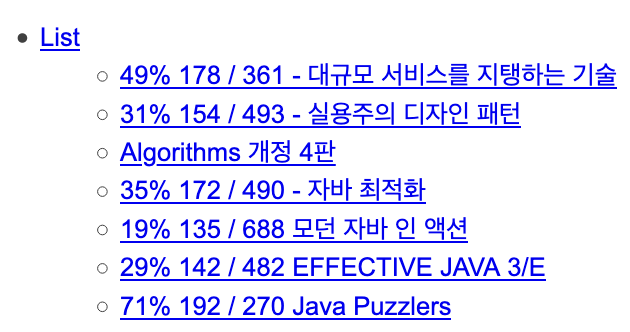 List
49% 178 / 361 - 대규모 서비스를 지탱하는 기술
31% 154 / 493 - 실용주의 디자인 패턴
Algorithms 개정 4판
35% 172 / 490 - 자바 최적화
19% 135 / 688 모던 자바 인 액션
29% 142 / 482 EFFECTIVE JAVA 3/E
71% 192 / 270 Java Puzzlers